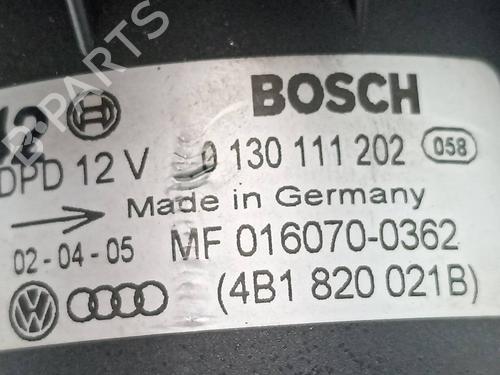 B-PARTS
BOSCH
DPD 12 V 0 130 111 202 058
Made in Germany
02-04-05 MF 016070-0362
(4B1 820 021B)